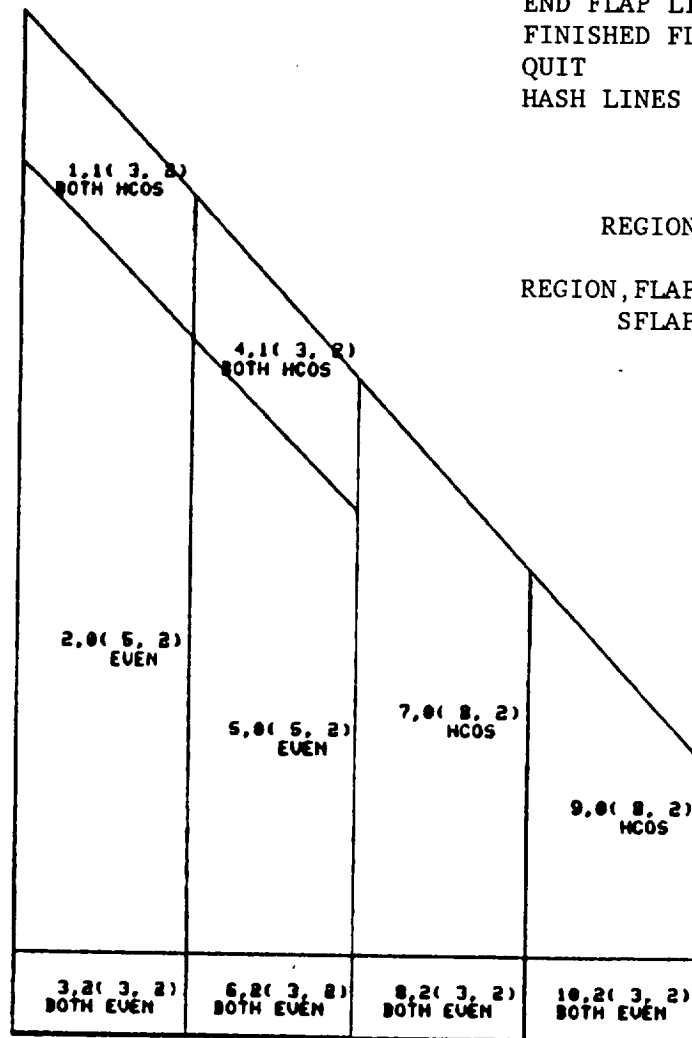 END FLAP LI
FINISHED FL
QUIT
HASH LINES
1,1( 3, 2)
BOTH HCOS
REGION
REGION,FLAP
SFLAP
4,1( 3, 2)
BOTH HCOS
2,0( 5, 2)
EVEN
5,0( 5, 2)
EVEN
7,0( 8, 2)
HCOS
9,0( 8, 2)
HCOS
3,2( 3, 2)
BOTH EVEN
6,2( 3, 2)
BOTH EVEN
8,2( 3, 2)
BOTH EVEN
10,2( 3, 2)
BOTH EVEN